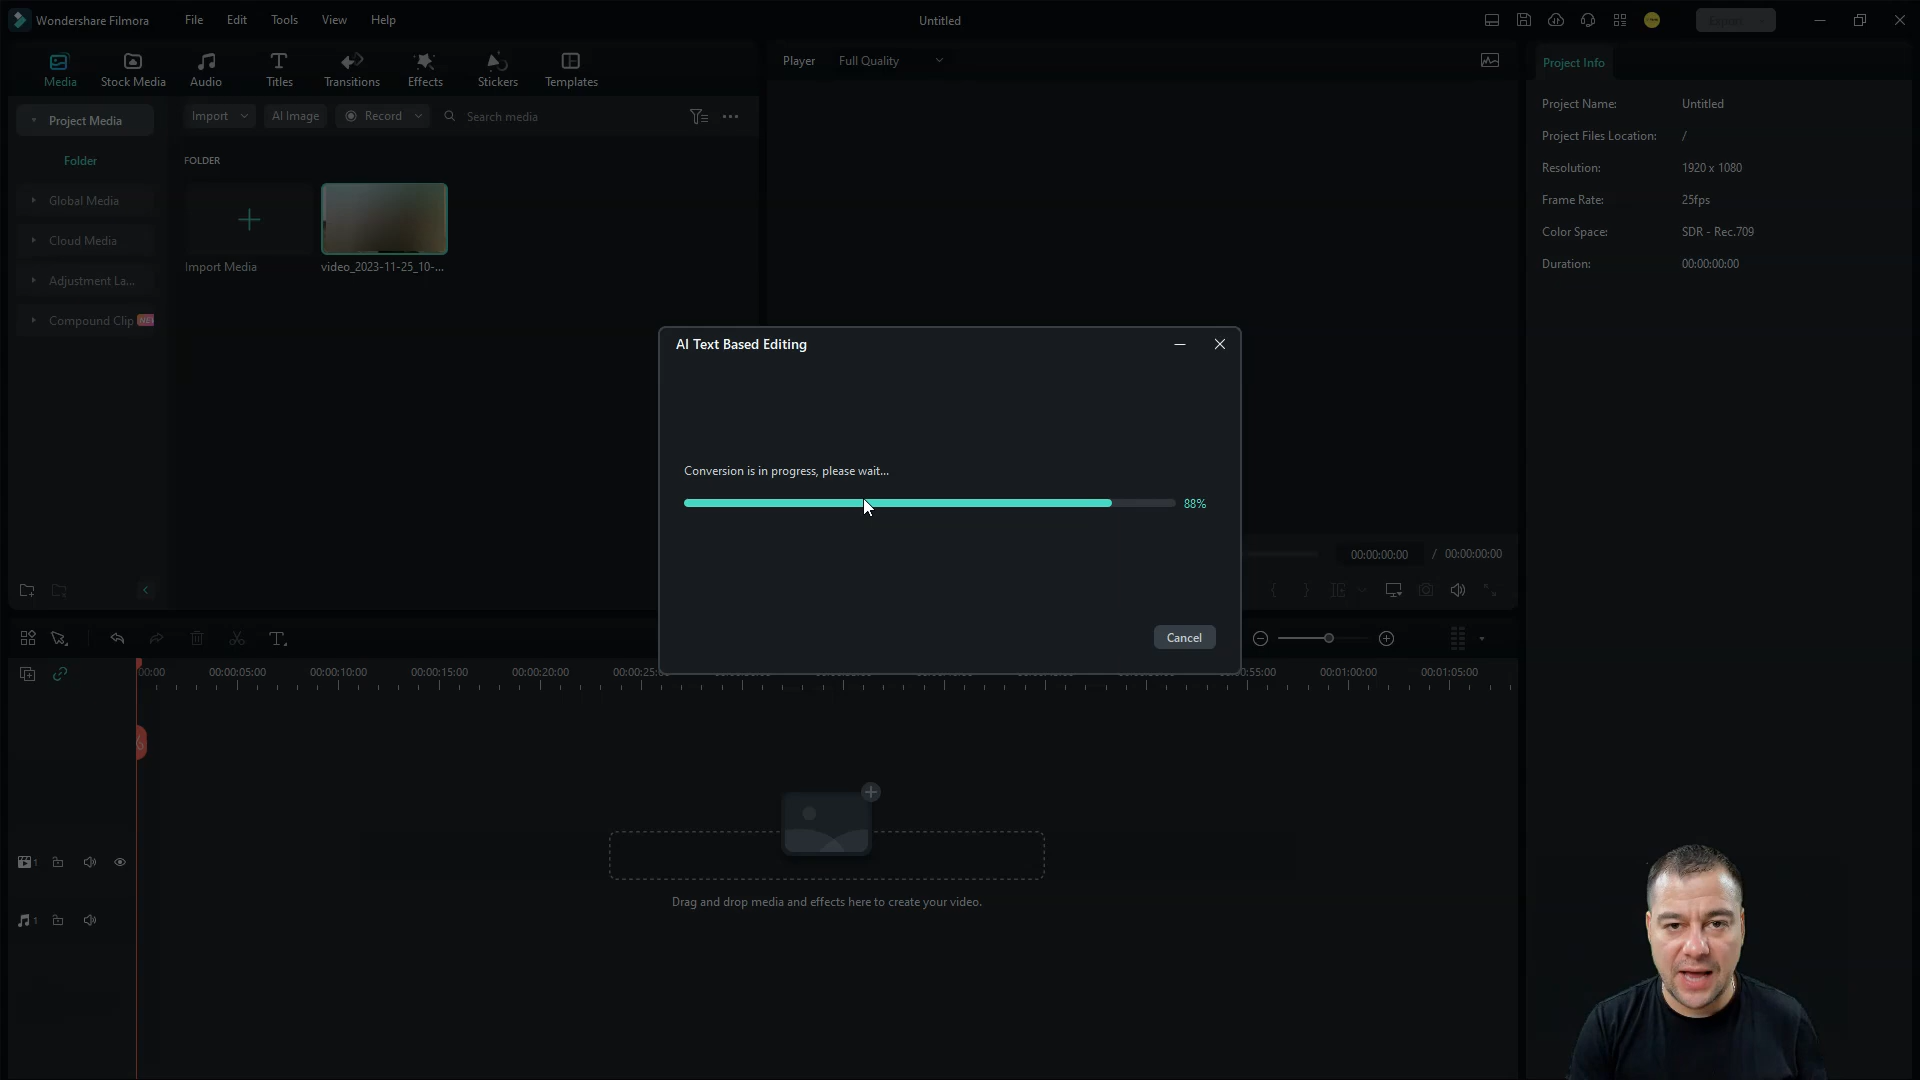 Wondershare Filmora File Edit Tools View Help Untitled Export
Media Stock Media Audio Titles Transitions Effects Stickers Templates
Player Full Quality
Project Info
Project Media
Import AI Image Record Search media
Folder
FOLDER
Global Media
Cloud Media
Adjustment La...
Compound Clip NEW
Import Media
video_2023-11-25_10-...
Project Name: Untitled
Project Files Location: /
Resolution: 1920 x 1080
Frame Rate: 25fps
Color Space: SDR - Rec.709
Duration: 00:00:00:00
AI Text Based Editing
Conversion is in progress, please wait...
88%
Cancel
00:00:00:00 / 00:00:00:00
00:00 00:00:05:00 00:00:10:00 00:00:15:00 00:00:20:00 00:00:25: :55:00 00:01:00:00 00:01:05:00
1
1
Drag and drop media and effects here to create your video.